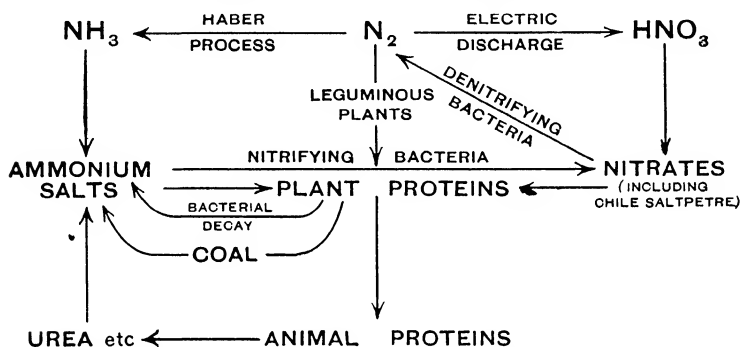 HABER
PROCESS
ELECTRIC
DISCHARGE
NH₃
N₂
HNO₃
LEGUMINOUS
PLANTS
DENITRIFYING
BACTERIA
NITRIFYING BACTERIA
AMMONIUM
SALTS
PLANT PROTEINS
NITRATES
(INCLUDING
CHILE SALTPETRE)
BACTERIAL
DECAY
COAL
UREA etc
ANIMAL PROTEINS